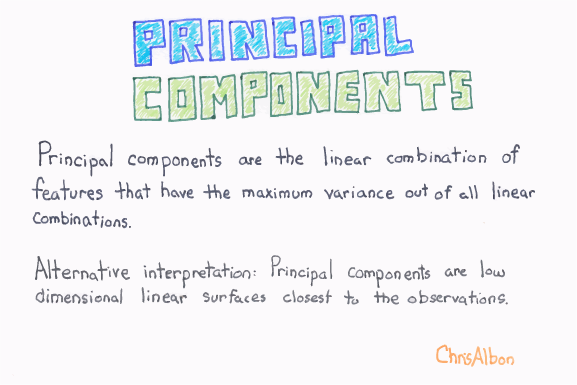 PRINCIPAL
COMPONENTS
Principal components are the linear combination of
features that have the maximum variance out of all linear
combinations.
Alternative interpretation: Principal components are low
dimensional linear surfaces closest to the observations.
ChrisAlbon